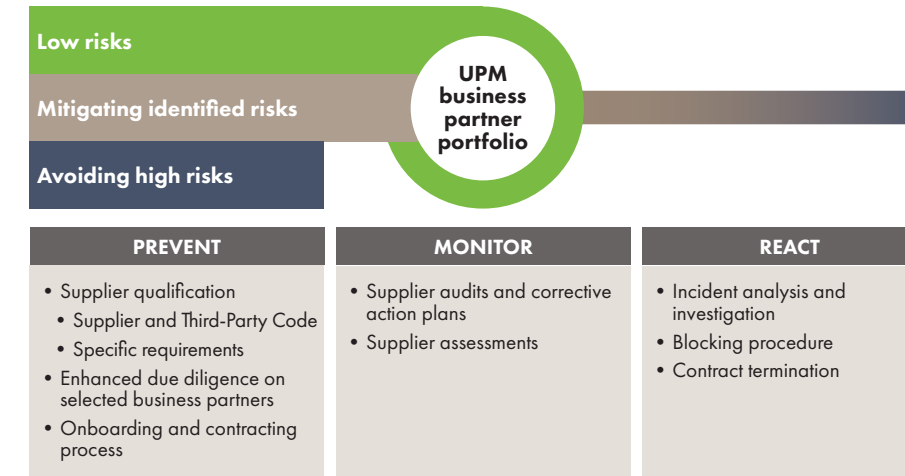 Low risks
Mitigating identified risks
Avoiding high risks
UPM
business
partner
portfolio
PREVENT
• Supplier qualification
• Supplier and Third-Party Code
• Specific requirements
• Enhanced due diligence on
selected business partners
• Onboarding and contracting
process
MONITOR
• Supplier audits and corrective
action plans
• Supplier assessments
REACT
• Incident analysis and
investigation
• Blocking procedure
• Contract termination